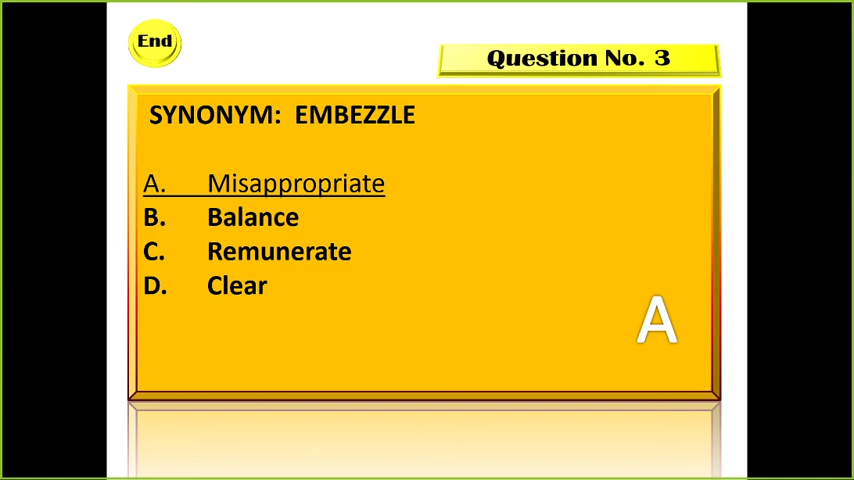 End
Question No. 3
SYNONYM: EMBEZZLE
A. Misappropriate
B. Balance
C. Remunerate
D. Clear
A